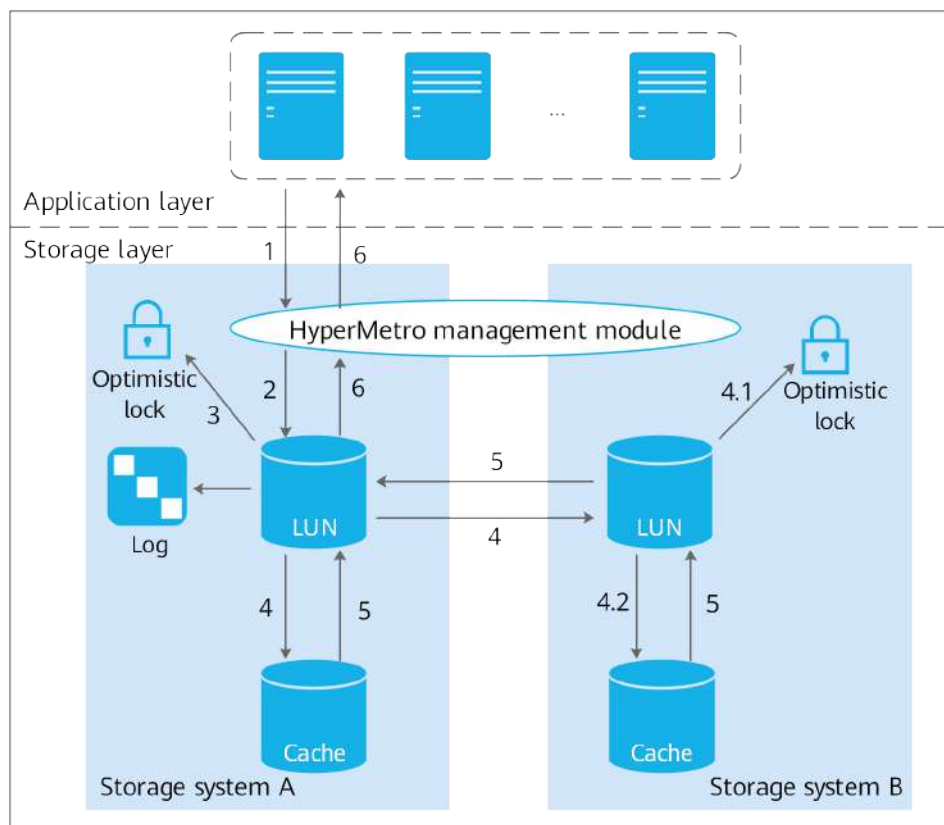 ...
Application layer
Storage layer
1
6
HyperMetro management module
Optimistic
lock
3
2
6
4.1
Optimistic
lock
5
Log
LUN
4
LUN
4
5
4.2
5
Cache
Cache
Storage system A
Storage system B